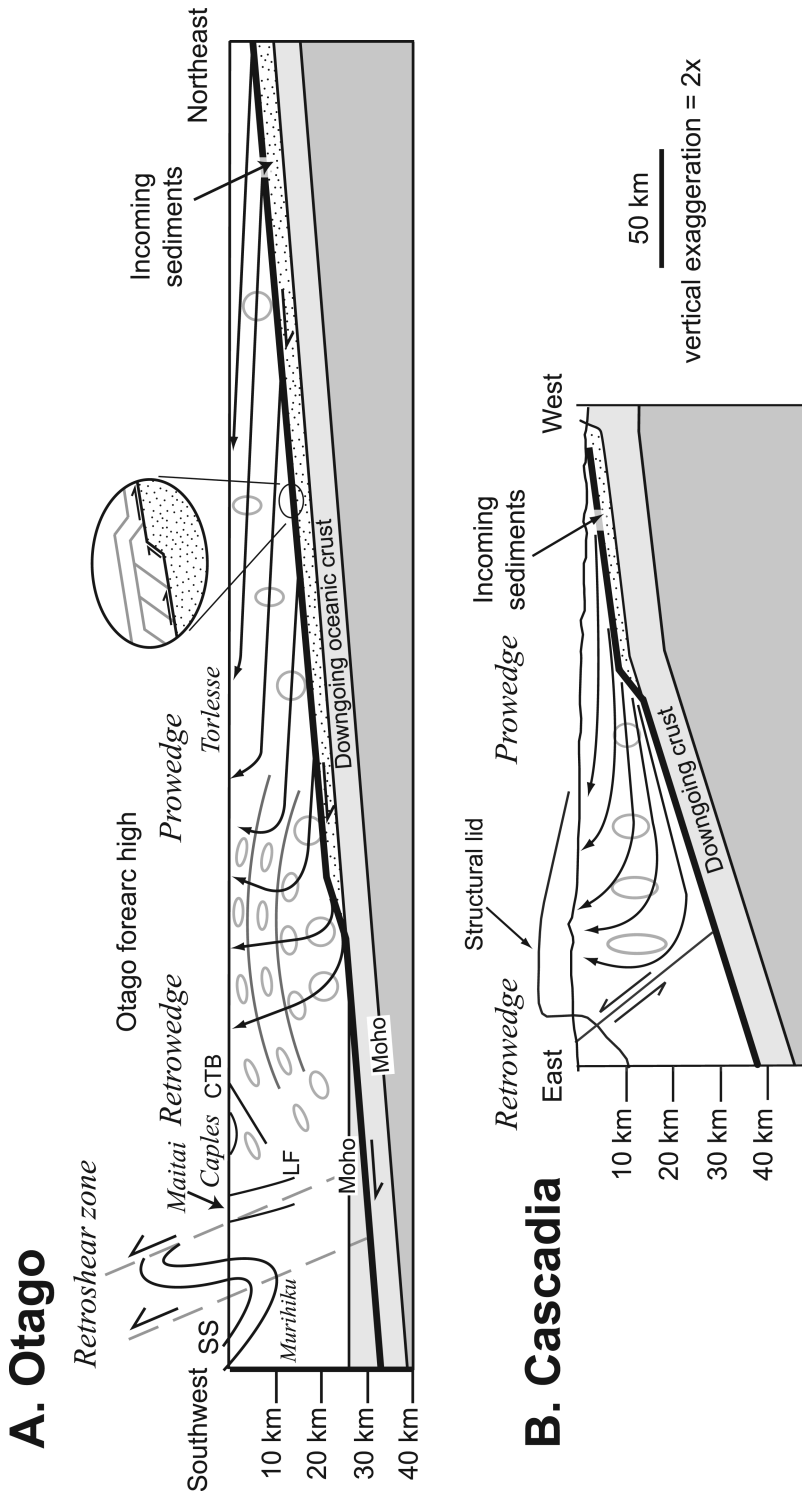 A. Otago
Retroshear zone
Otago forearc high
Maitai
Retrowedge
Prowedge
Incoming
sediments
Southwest
SS
Caples
CTB
Torlesse
Northeast
Murihiku
LF
Moho
Moho
Downgoing oceanic crust
10 km
20 km
30 km
40 km
B. Cascadia
Structural lid
Retrowedge
Prowedge
Incoming
sediments
East
West
Downgoing crust
10 km
20 km
30 km
40 km
50 km
vertical exaggeration = 2x